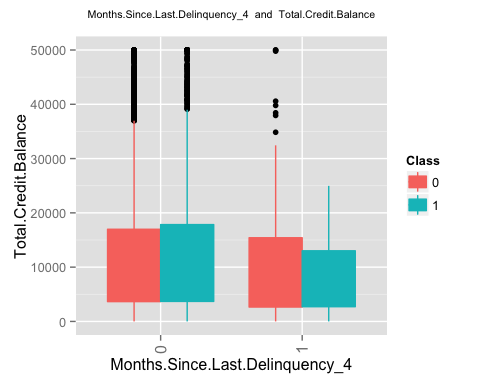 Months.Since.Last.Delinquency_4 and Total.Credit.Balance
50000
40000
30000
20000
10000
0
Total.Credit.Balance
0
1
Months.Since.Last.Delinquency_4
Class
0
1